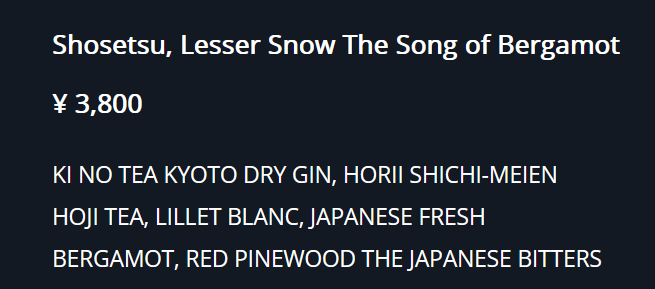 Shosetsu, Lesser Snow The Song of Bergamot
¥ 3,800
KI NO TEA KYOTO DRY GIN, HORII SHICHI-MEIEN
HOJI TEA, LILLET BLANC, JAPANESE FRESH
BERGAMOT, RED PINEWOOD THE JAPANESE BITTERS